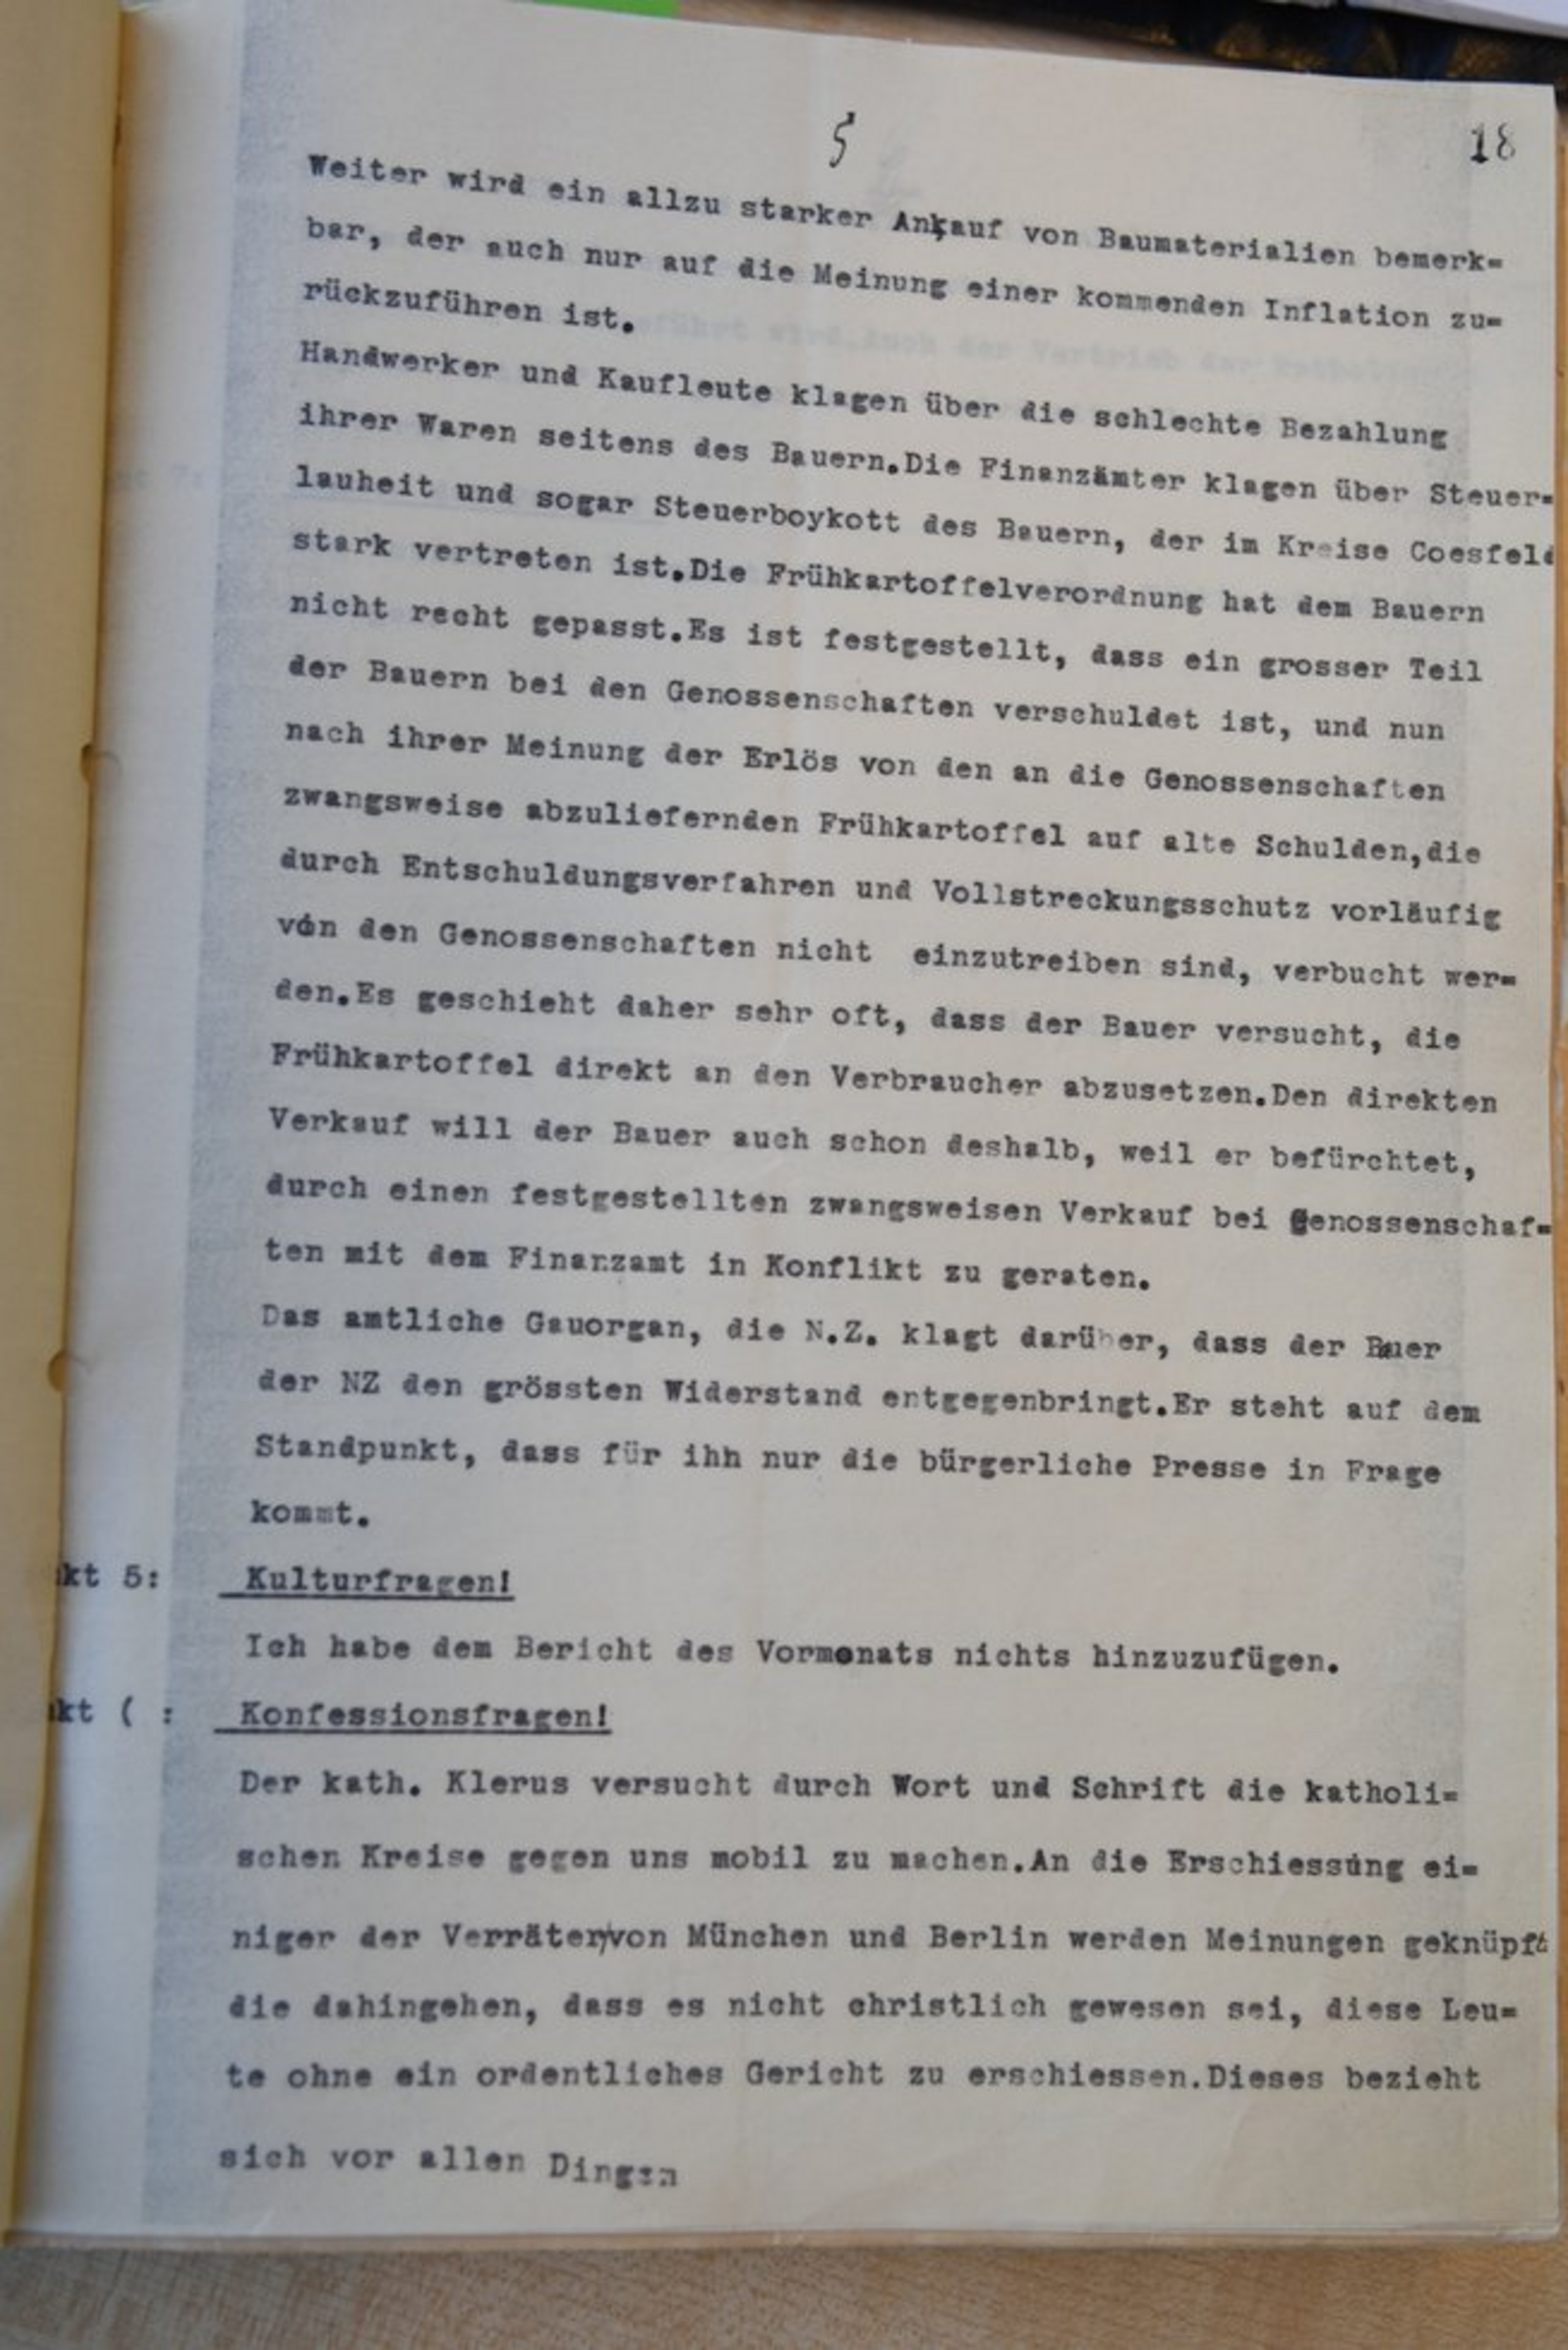 5
18
Weiter wird ein allzu starker Ankauf von Baumaterialien bemerk=
bar, der auch nur auf die Meinung einer kommenden Inflation zu=
rückzuführen ist.
Handwerker und Kaufleute klagen über die schlechte Bezahlung
ihrer Waren seitens des Bauern.Die Finanzämter klagen über Steuer=
lauheit und sogar Steuerboykott des Bauern, der im Kreise Coesfeld
stark vertreten ist.Die Frühkartoffelverordnung hat dem Bauern
nicht recht gepasst.Es ist festgestellt, dass ein grosser Teil
der Bauern bei den Genossenschaften verschuldet ist, und nun
nach ihrer Meinung der Erlös von den an die Genossenschaften
zwangsweise abzuliefernden Frühkartoffel auf alte Schulden,die
durch Entschuldungsverfahren und Vollstreckungsschutz vorläufig
von den Genossenschaften nicht einzutreiben sind, verbucht wer=
den.Es geschieht daher sehr oft, dass der Bauer versucht, die
Frühkartoffel direkt an den Verbraucher abzusetzen.Den direkten
Verkauf will der Bauer auch schon deshalb, weil er befürchtet,
durch einen festgestellten zwangsweisen Verkauf bei Genossenschaf=
ten mit dem Finanzamt in Konflikt zu geraten.
Das amtliche Gauorgan, die N.Z. klagt darüber, dass der Bauer
der NZ den grössten Widerstand entgegenbringt.Er steht auf dem
Standpunkt, dass für ihn nur die bürgerliche Presse in Frage
kommt.
kt 5: Kulturfragen!
Ich habe dem Bericht des Vormonats nichts hinzuzufügen.
kt ( : Konfessionsfragen!
Der kath. Klerus versucht durch Wort und Schrift die katholi=
schen Kreise gegen uns mobil zu machen.An die Erschiessung ei=
niger der Verräter/von München und Berlin werden Meinungen geknüpft
die dahingehen, dass es nicht christlich gewesen sei, diese Leu=
te ohne ein ordentliches Gericht zu erschiessen.Dieses bezieht
sich vor allen Dingen